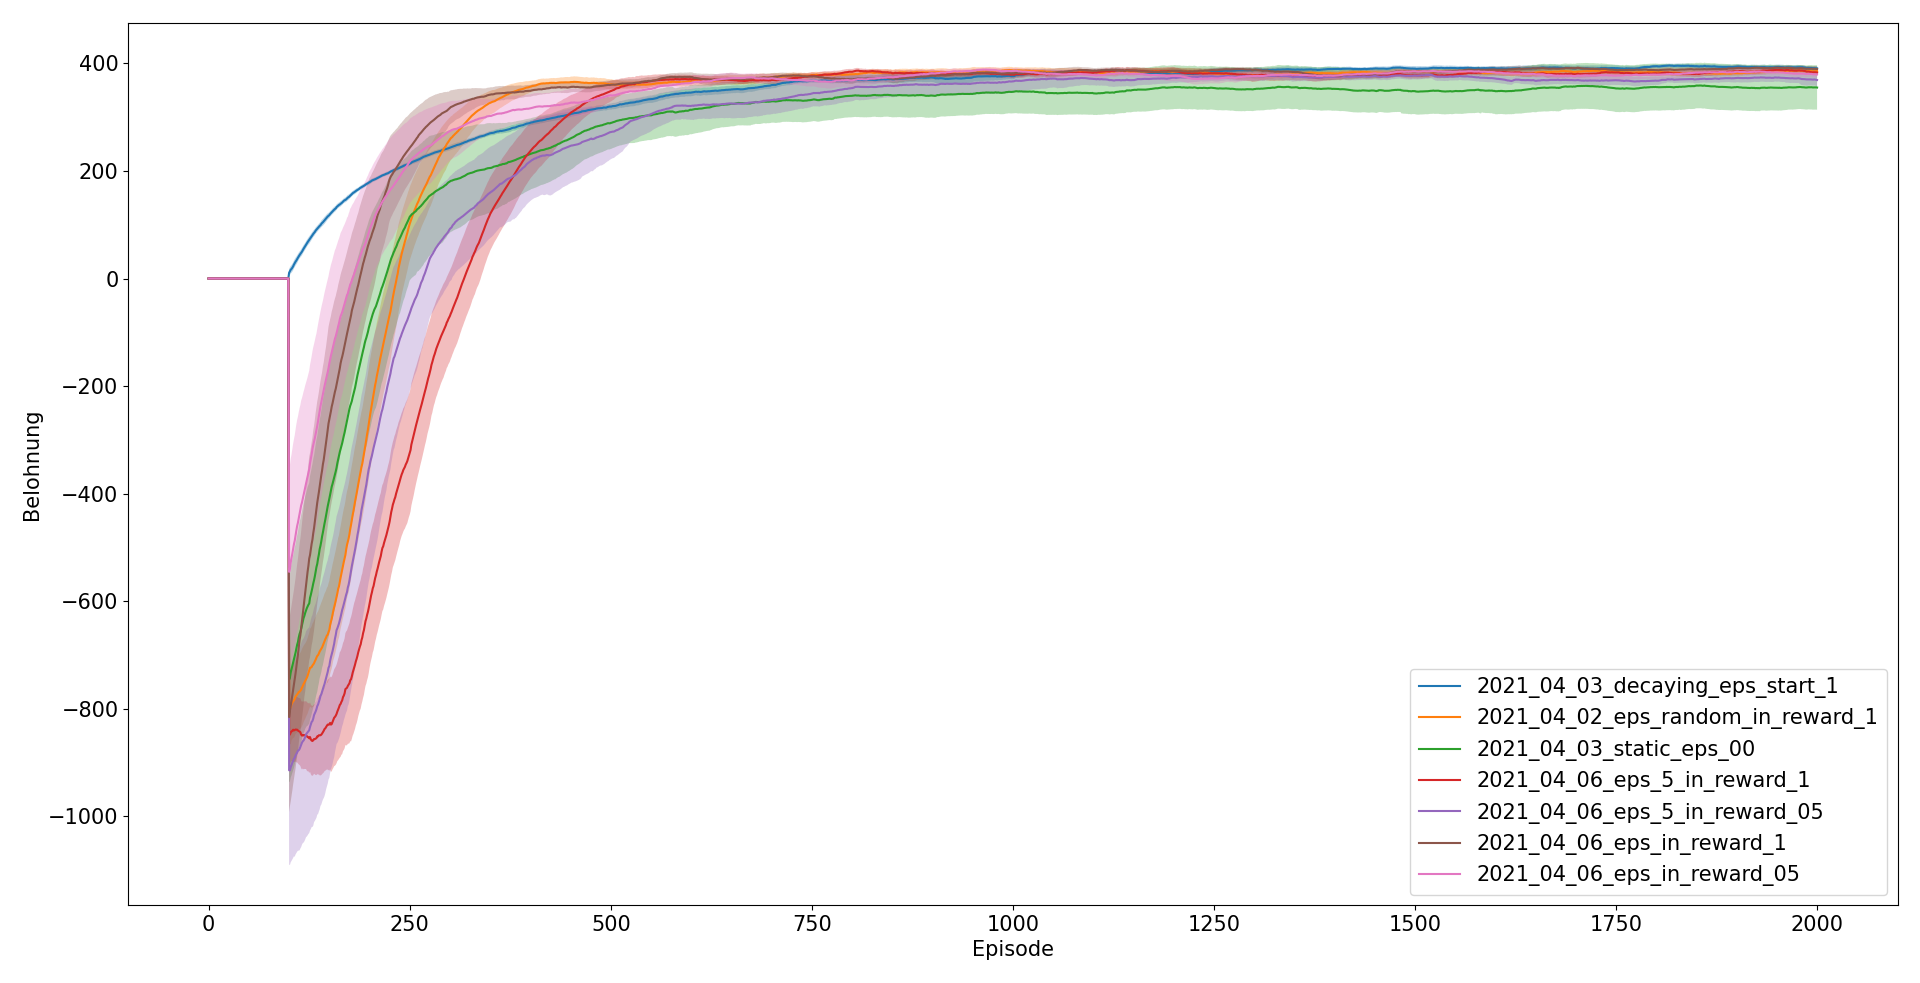 400
200
0
−200
−400
−600
−800
−1000
Belohnung
0 250 500 750 1000 1250 1500 1750 2000
Episode
2021_04_03_decaying_eps_start_1
2021_04_02_eps_random_in_reward_1
2021_04_03_static_eps_00
2021_04_06_eps_5_in_reward_1
2021_04_06_eps_5_in_reward_05
2021_04_06_eps_in_reward_1
2021_04_06_eps_in_reward_05